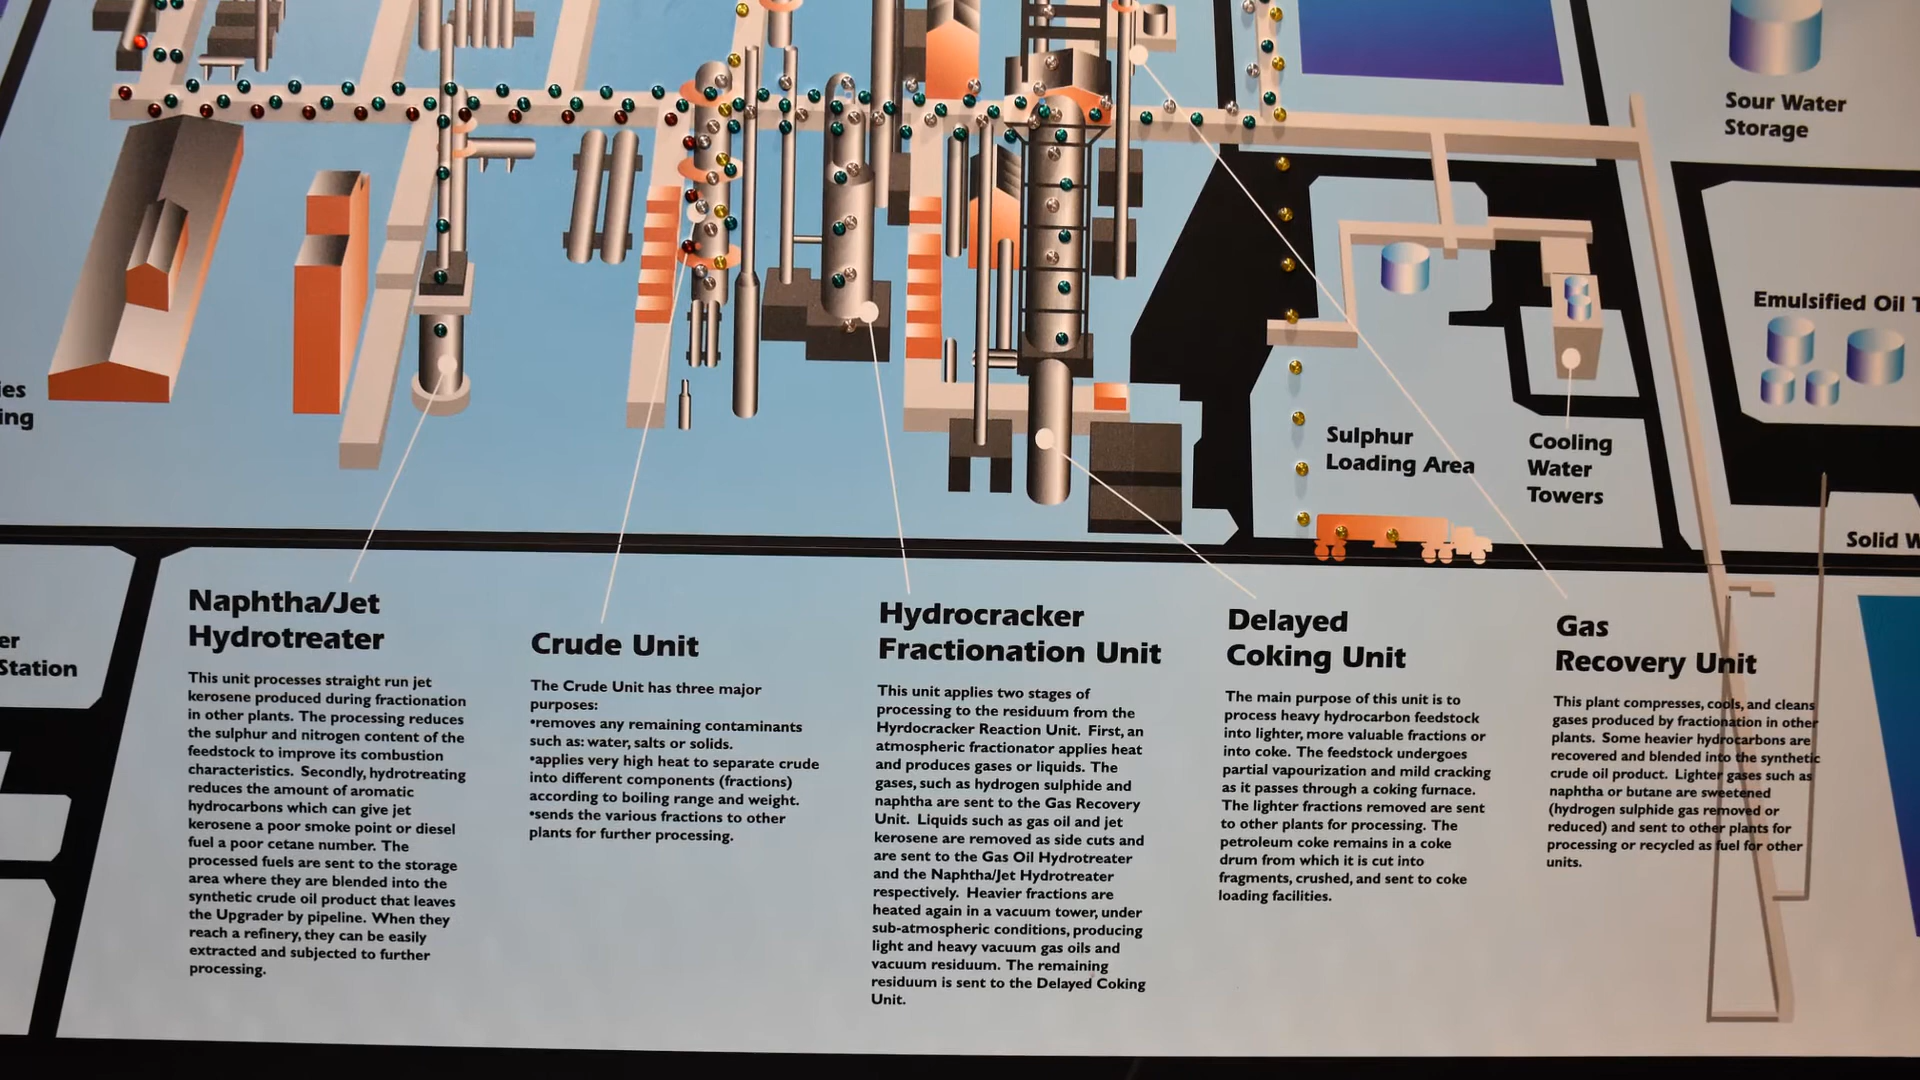 Sour Water
Storage
Emulsified Oil T
ies
ing
Sulphur
Loading Area
Cooling
Water
Towers
Solid W
er
Station
Naphtha/Jet
Hydrotreater
This unit processes straight run jet
kerosene produced during fractionation
in other plants. The processing reduces
the sulphur and nitrogen content of the
feedstock to improve its combustion
characteristics. Secondly, hydrotreating
reduces the amount of aromatic
hydrocarbons which can give jet
kerosene a poor smoke point or diesel
fuel a poor cetane number. The
processed fuels are sent to the storage
area where they are blended into the
synthetic crude oil product that leaves
the Upgrader by pipeline. When they
reach a refinery, they can be easily
extracted and subjected to further
processing.
Crude Unit
The Crude Unit has three major
purposes:
•removes any remaining contaminants
such as: water, salts or solids.
•applies very high heat to separate crude
into different components (fractions)
according to boiling range and weight.
•sends the various fractions to other
plants for further processing.
Hydrocracker
Fractionation Unit
This unit applies two stages of
processing to the residuum from the
Hyrdocracker Reaction Unit. First, an
atmospheric fractionator applies heat
and produces gases or liquids. The
gases, such as hydrogen sulphide and
naphtha are sent to the Gas Recovery
Unit. Liquids such as gas oil and jet
kerosene are removed as side cuts and
are sent to the Gas Oil Hydrotreater
and the Naphtha/Jet Hydrotreater
respectively. Heavier fractions are
heated again in a vacuum tower, under
sub-atmospheric conditions, producing
light and heavy vacuum gas oils and
vacuum residuum. The remaining
residuum is sent to the Delayed Coking
Unit.
Delayed
Coking Unit
The main purpose of this unit is to
process heavy hydrocarbon feedstock
into lighter, more valuable fractions or
into coke. The feedstock undergoes
partial vapourization and mild cracking
as it passes through a coking furnace.
The lighter fractions removed are sent
to other plants for processing. The
petroleum coke remains in a coke
drum from which it is cut into
fragments, crushed, and sent to coke
loading facilities.
Gas
Recovery Unit
This plant compresses, cools, and cleans
gases produced by fractionation in other
plants. Some heavier hydrocarbons are
recovered and blended into the synthetic
crude oil product. Lighter gases such as
naphtha or butane are sweetened
(hydrogen sulphide gas removed or
reduced) and sent to other plants for
processing or recycled as fuel for other
units.